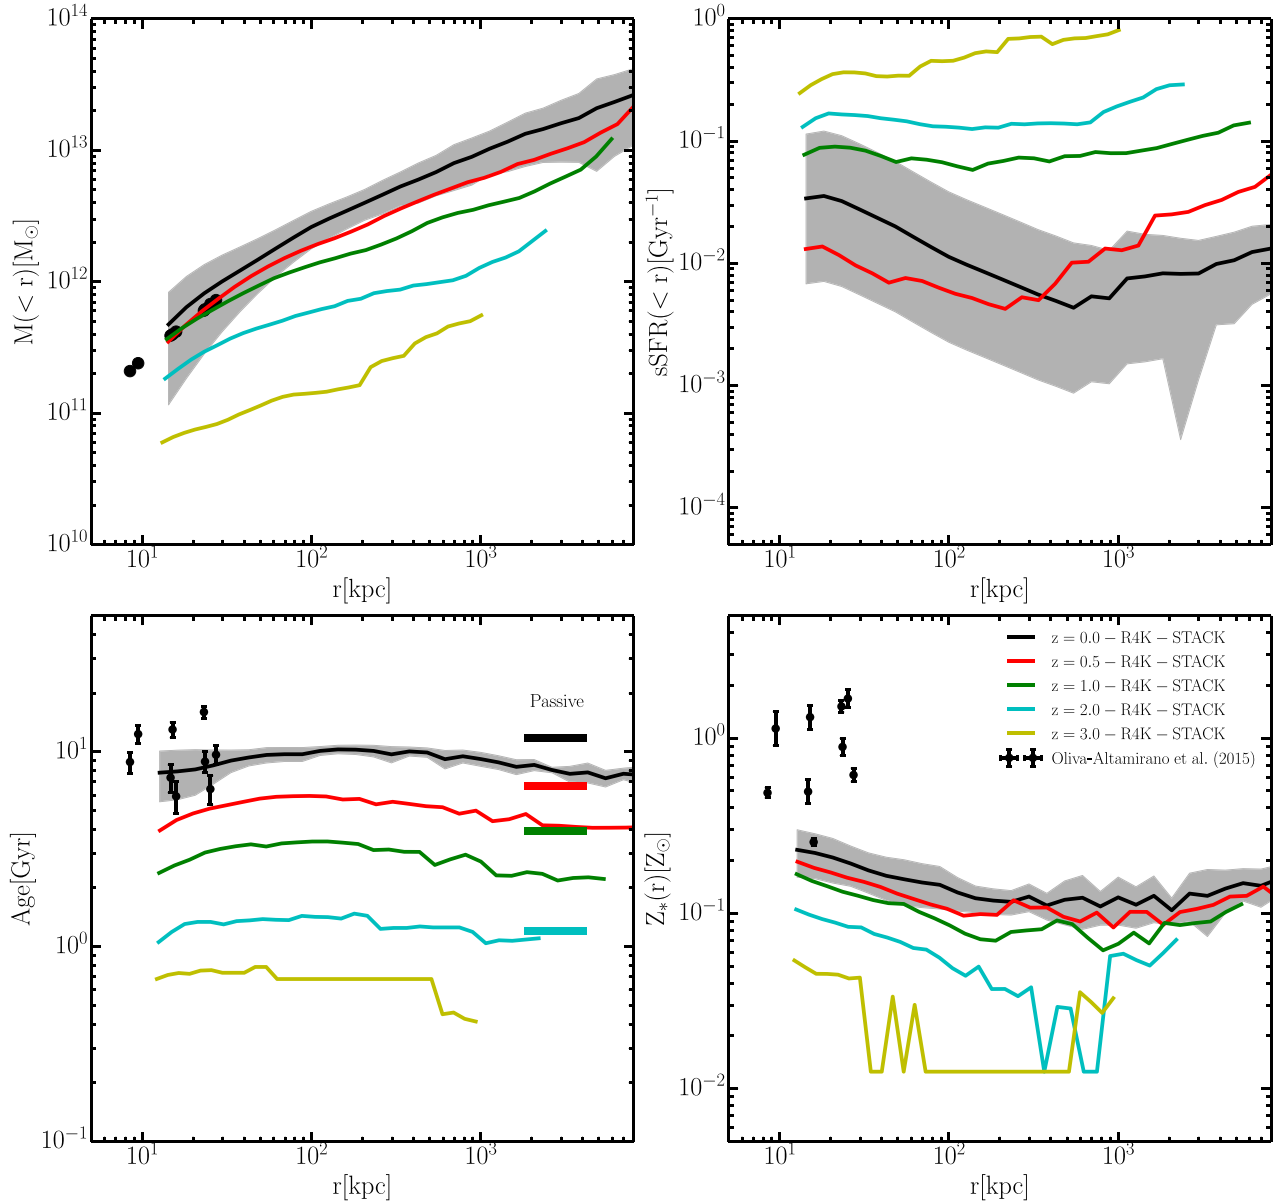 10^14
10^13
10^12
10^11
10^10
M(< r)[M_⊙]
10^1 10^2 10^3
r[kpc]
10^0
10^−1
10^−2
10^−3
10^−4
sSFR(< r)[Gyr^−1]
10^1 10^2 10^3
r[kpc]
10^1
10^0
10^−1
Age[Gyr]
Passive
10^1 10^2 10^3
r[kpc]
10^0
10^−1
10^−2
Z_*(r)[Z_⊙]
z = 0.0 − R4K − STACK
z = 0.5 − R4K − STACK
z = 1.0 − R4K − STACK
z = 2.0 − R4K − STACK
z = 3.0 − R4K − STACK
Oliva-Altamirano et al. (2015)
10^1 10^2 10^3
r[kpc]